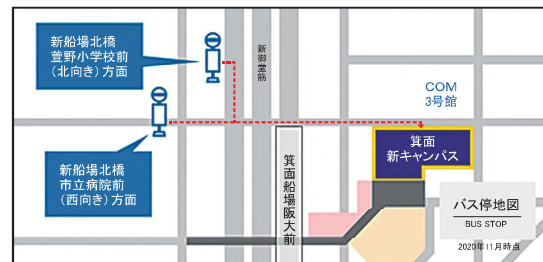 新船場北橋
萱野小学校前
（北向き）方面
新御堂筋
COM
3号館
箕面
新キャンパス
新船場北橋
市立病院前
（西向き）方面
箕面船場阪大前
バス停地図
BUS STOP
2020年11月時点